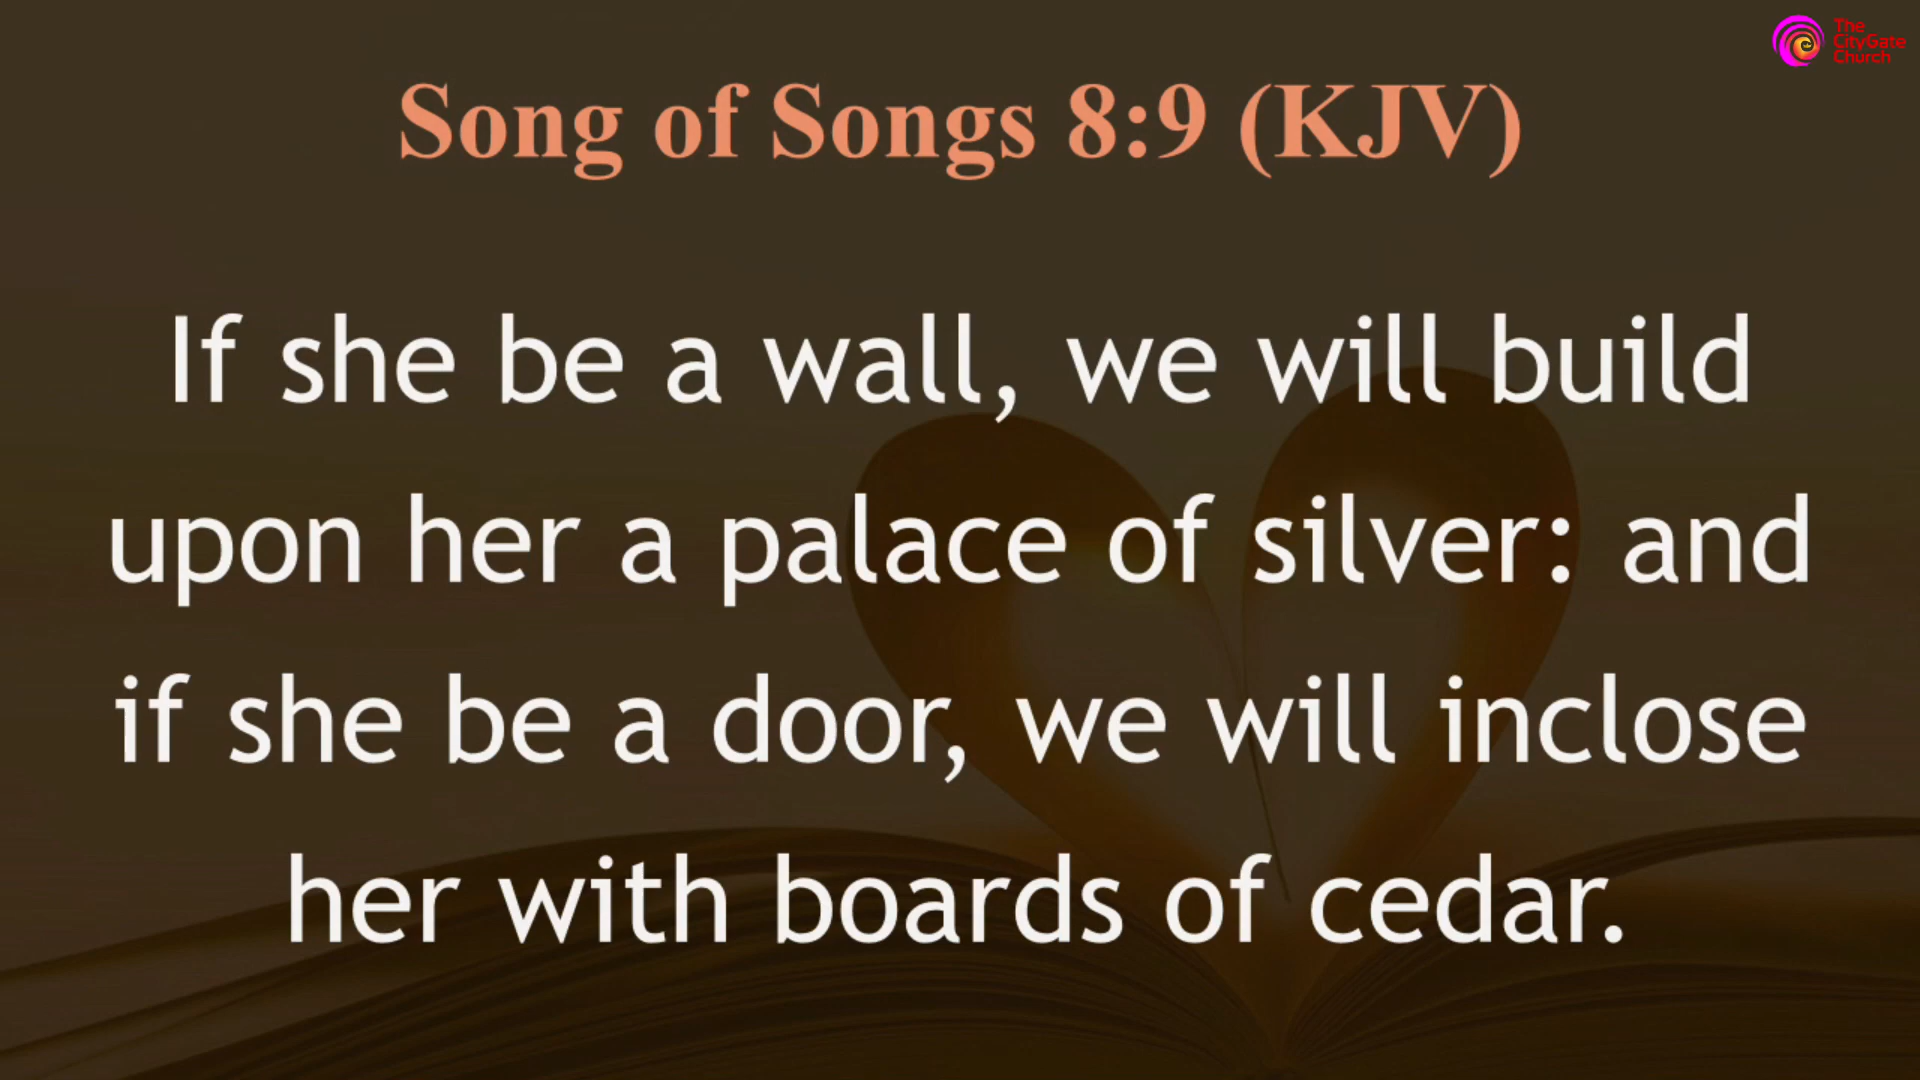 The
CityGate
Church
Song of Songs 8:9 (KJV)
If she be a wall, we will build
upon her a palace of silver: and
if she be a door, we will inclose
her with boards of cedar.